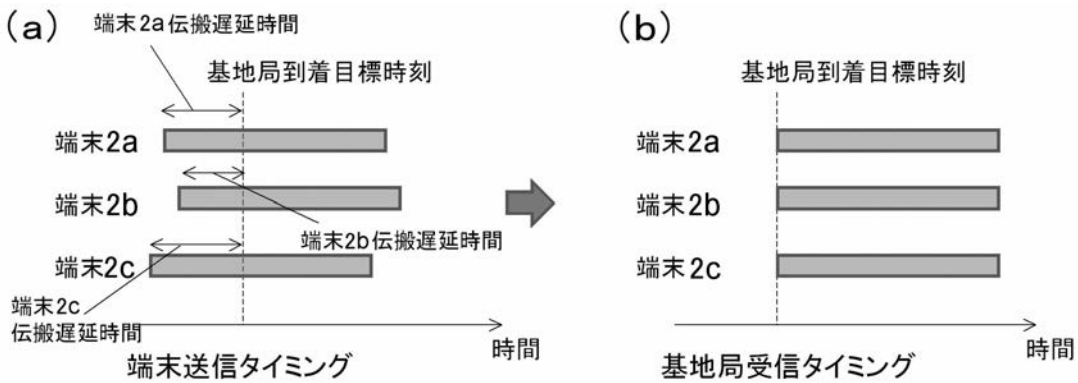 (a)
端末2a伝搬遅延時間
基地局到着目標時刻
端末2a
端末2b
端末2b伝搬遅延時間
端末2c
端末2c
伝搬遅延時間
時間
端末送信タイミング
(b)
基地局到着目標時刻
端末2a
端末2b
端末2c
時間
基地局受信タイミング